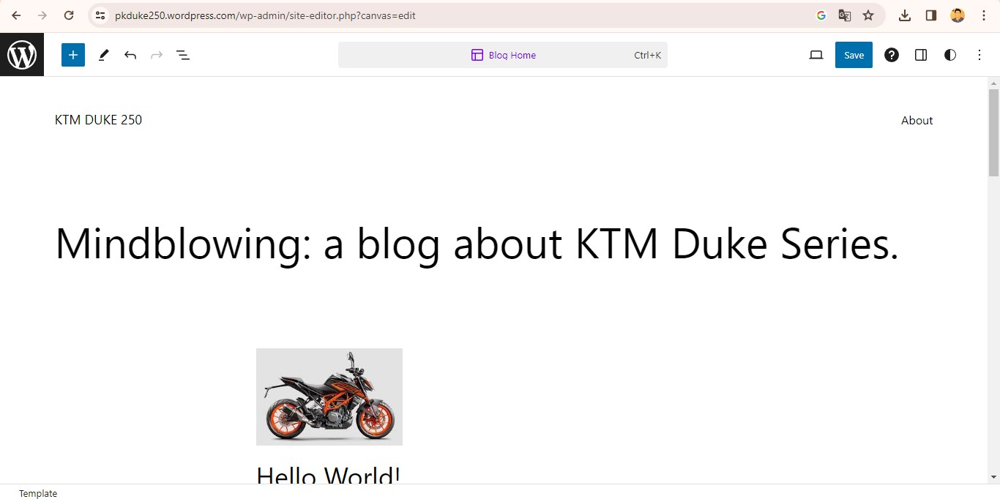 pkduke250.wordpress.com/wp-admin/site-editor.php?canvas=edit
Blog Home
Ctrl+K
Save
KTM DUKE 250
About
Mindblowing: a blog about KTM Duke Series.
Hello World!
Template